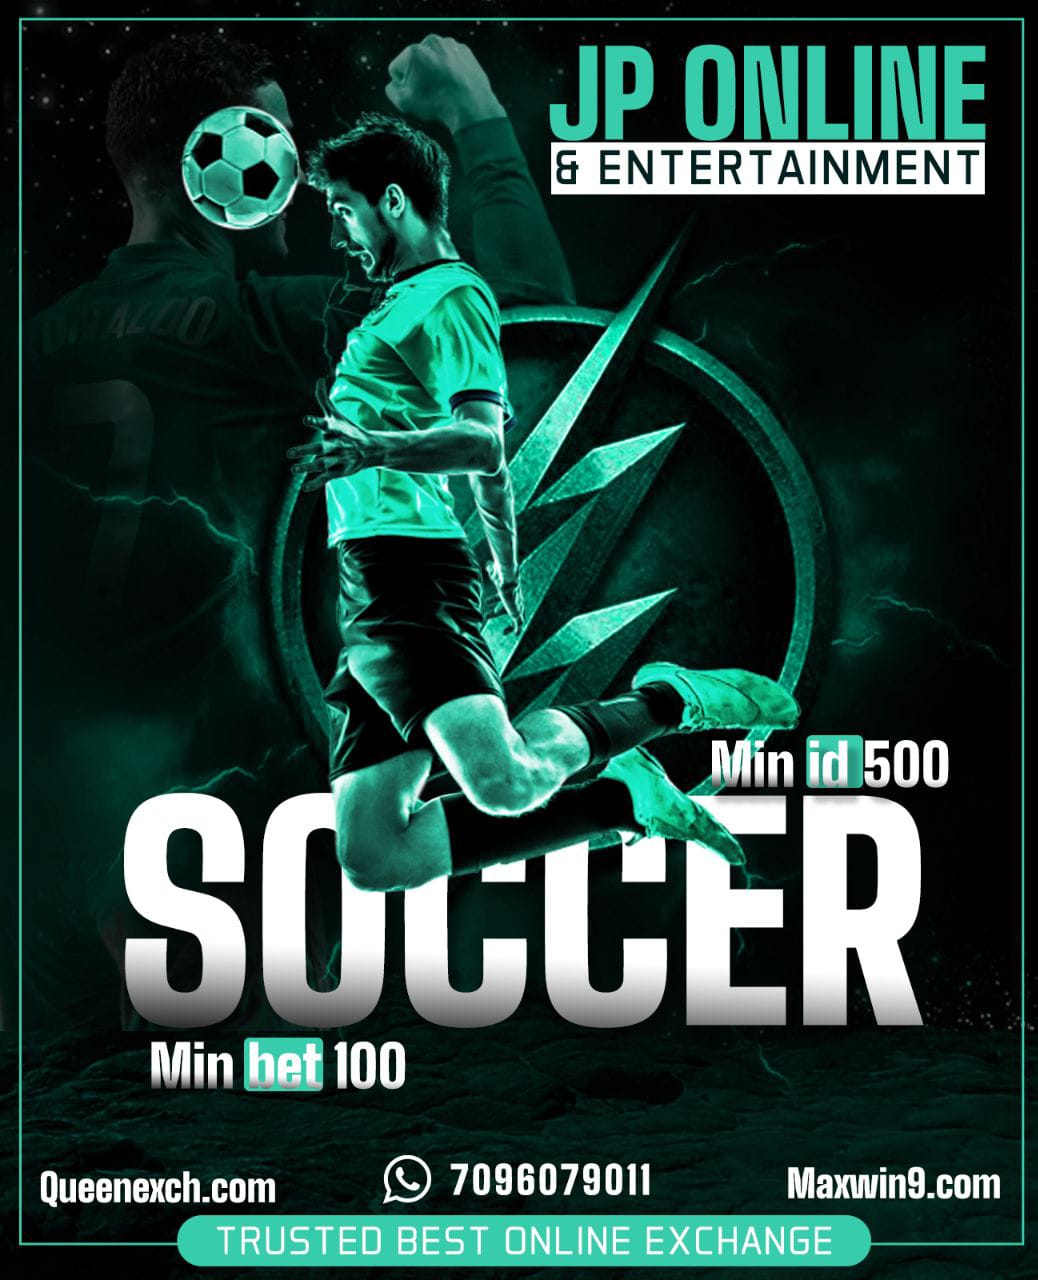 JP ONLINE
& ENTERTAINMENT
7
Min id 500
SOCCER
Min bet 100
Queenexch.com
7096079011
Maxwin9.com
TRUSTED BEST ONLINE EXCHANGE